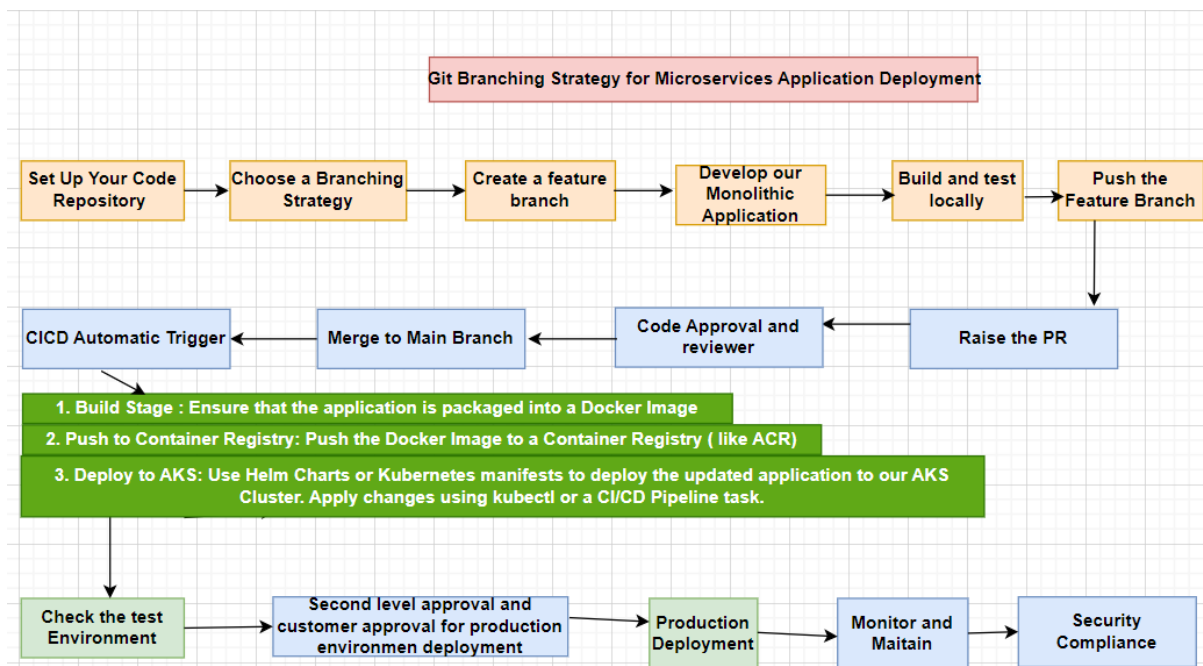 Git Branching Strategy for Microservices Application Deployment
Set Up Your Code
Repository
Choose a Branching
Strategy
Create a feature
branch
Develop our
Monolithic
Application
Build and test
locally
Push the
Feature Branch
Raise the PR
Code Approval and
reviewer
Merge to Main Branch
CICD Automatic Trigger
1. Build Stage : Ensure that the application is packaged into a Docker Image
2. Push to Container Registry: Push the Docker Image to a Container Registry ( like ACR)
3. Deploy to AKS: Use Helm Charts or Kubernetes manifests to deploy the updated application to our AKS
Cluster. Apply changes using kubectl or a CI/CD Pipeline task.
Check the test
Environment
Second level approval and
customer approval for production
environmen deployment
Production
Deployment
Monitor and
Maitain
Security
Compliance